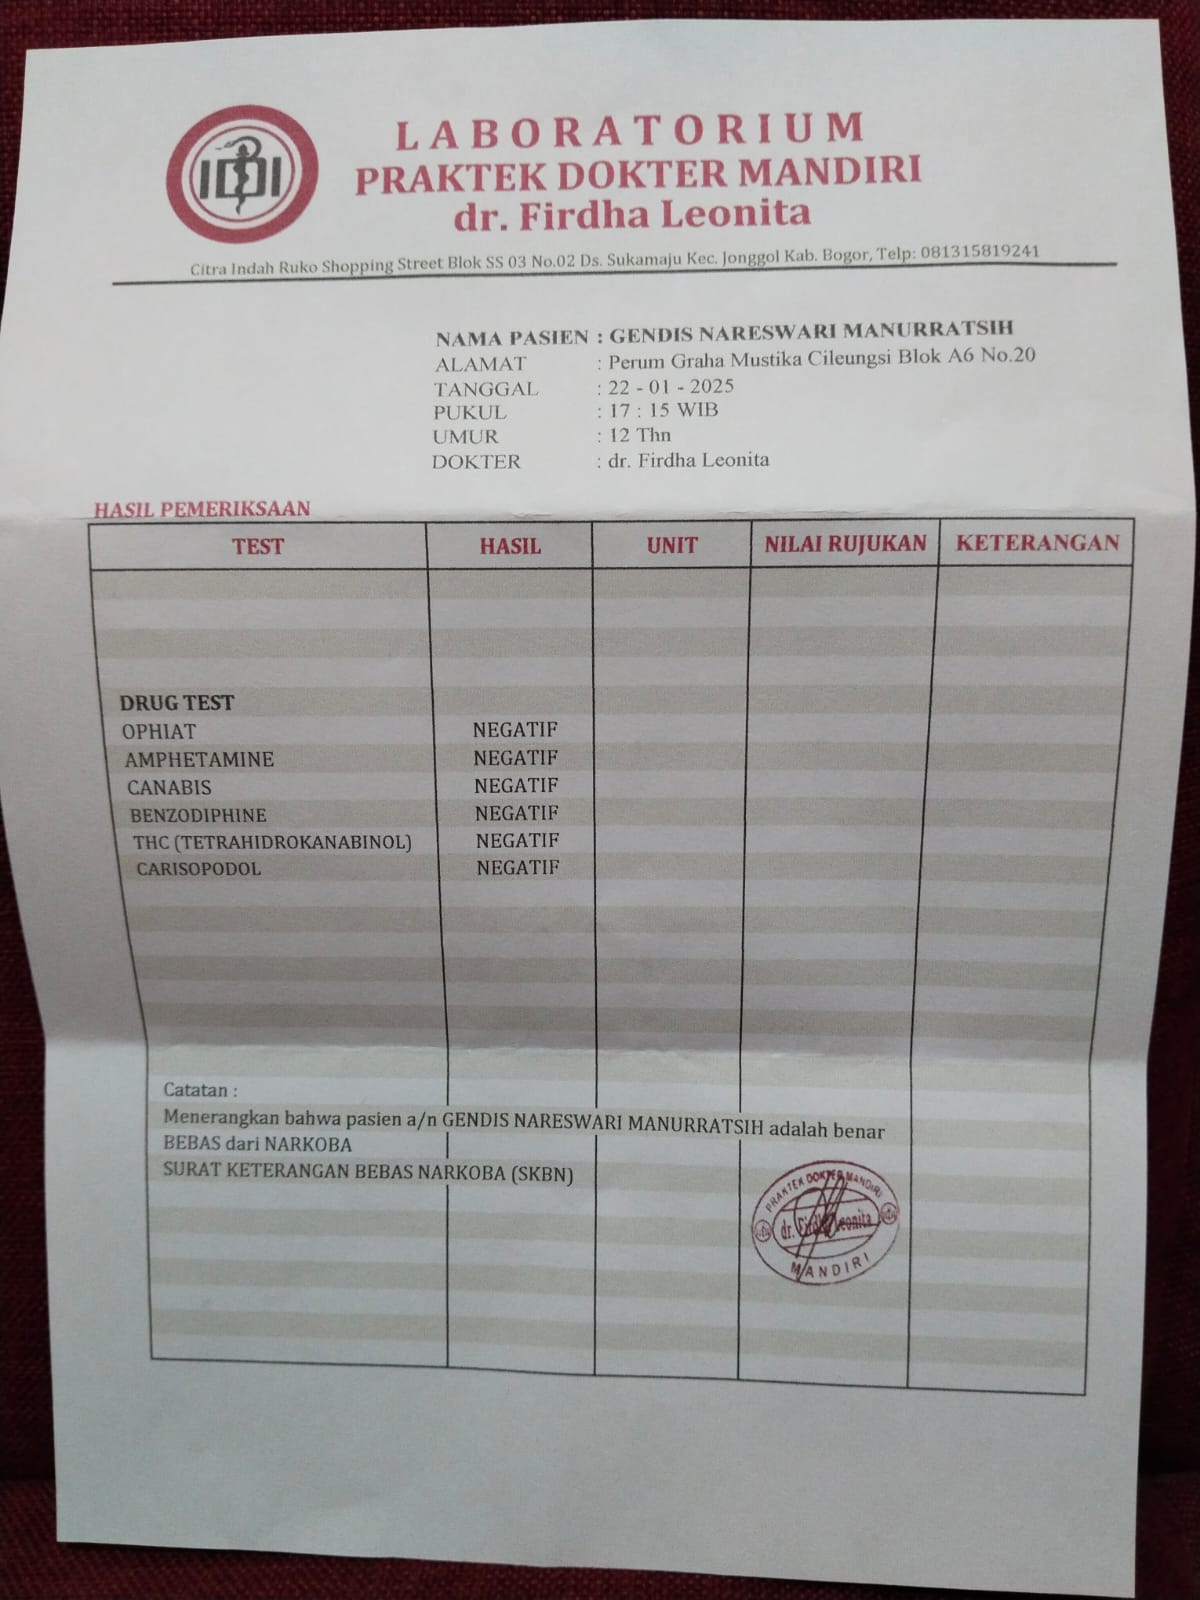 IDI
LABORATORIUM
PRAKTEK DOKTER MANDIRI
dr. Firdha Leonita
Citra Indah Ruko Shopping Street Blok SS 03 No.02 Ds. Sukamaju Kec. Jonggol Kab. Bogor, Telp: 081315819241
NAMA PASIEN : GENDIS NARESWARI MANURRATSIH
ALAMAT : Perum Graha Mustika Cileungsi Blok A6 No.20
TANGGAL : 22 - 01 - 2025
PUKUL : 17 : 15 WIB
UMUR : 12 Thn
DOKTER : dr. Firdha Leonita
HASIL PEMERIKSAAN
TEST HASIL UNIT NILAI RUJUKAN KETERANGAN
DRUG TEST
OPHIAT NEGATIF
AMPHETAMINE NEGATIF
CANABIS NEGATIF
BENZODIPHINE NEGATIF
THC (TETRAHIDROKANABINOL) NEGATIF
CARISOPODOL NEGATIF
Catatan :
Menerangkan bahwa pasien a/n GENDIS NARESWARI MANURRATSIH adalah benar
BEBAS dari NARKOBA
SURAT KETERANGAN BEBAS NARKOBA (SKBN)
PRAKTEK DOKTER MANDIRI
dr. Firdha Leonita
MANDIRI